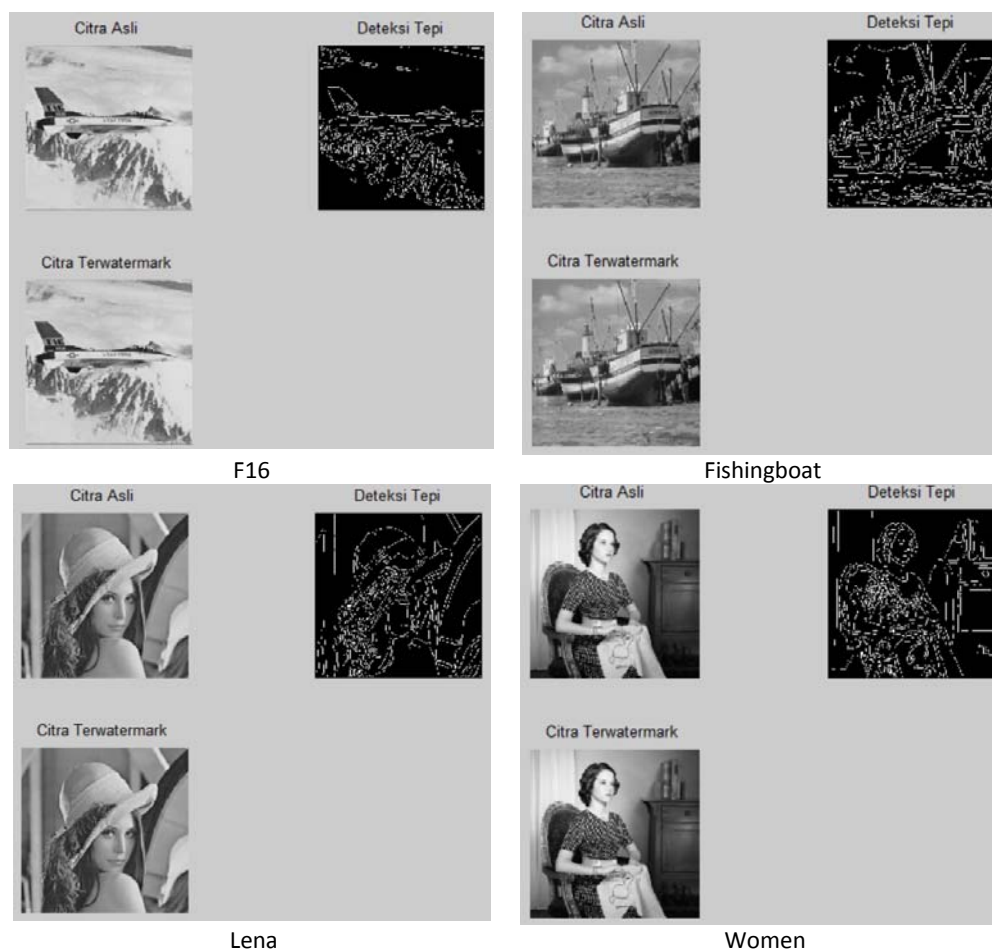 Citra Asli
Deteksi Tepi
Citra Terwatermark
F16
Citra Asli
Deteksi Tepi
Citra Terwatermark
Fishingboat
Citra Asli
Deteksi Tepi
Citra Terwatermark
Lena
Citra Asli
Deteksi Tepi
Citra Terwatermark
Women